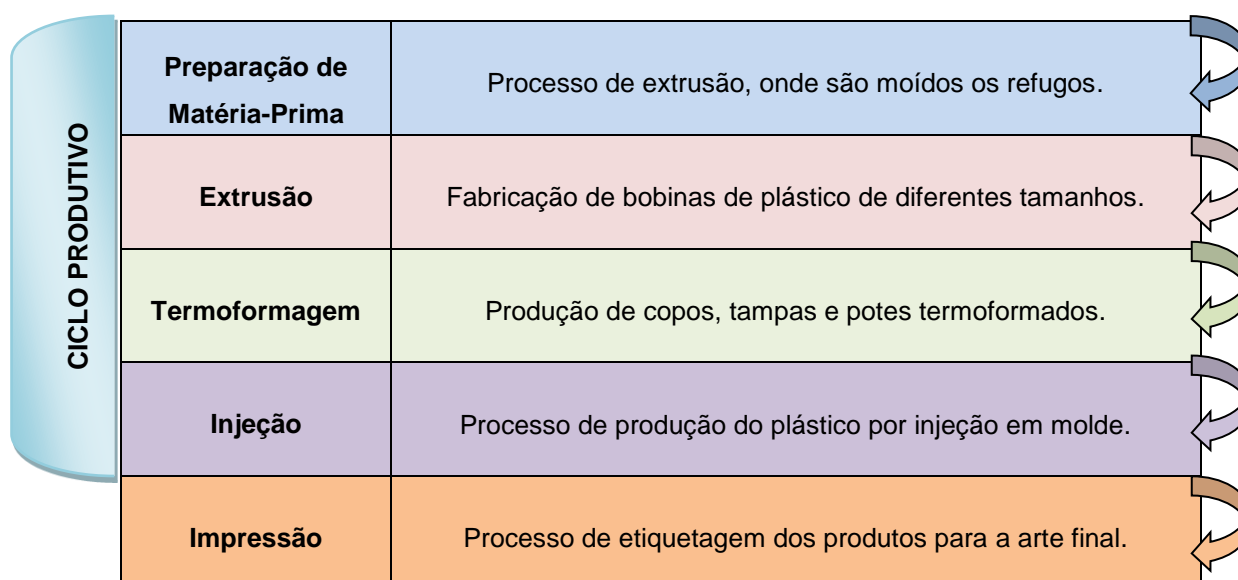 CICLO PRODUTIVO
Preparação de
Matéria-Prima
Processo de extrusão, onde são moídos os refugos.
Extrusão
Fabricação de bobinas de plástico de diferentes tamanhos.
Termoformagem
Produção de copos, tampas e potes termoformados.
Injeção
Processo de produção do plástico por injeção em molde.
Impressão
Processo de etiquetagem dos produtos para a arte final.